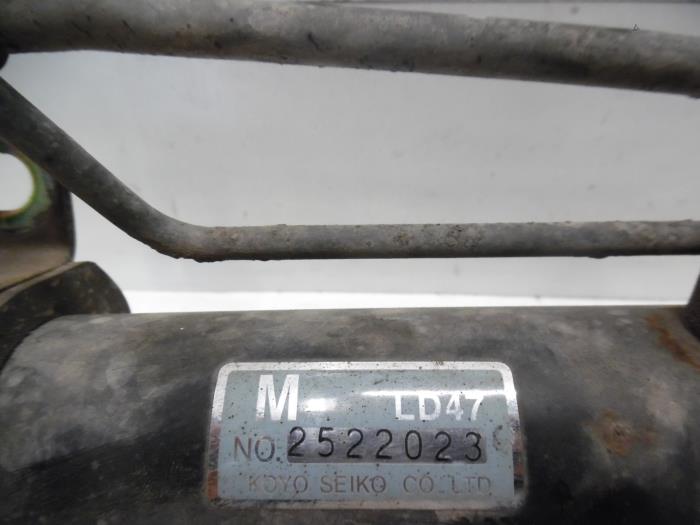 M LD47
NO. 2522023
KOYO SEIKO CO. LTD.